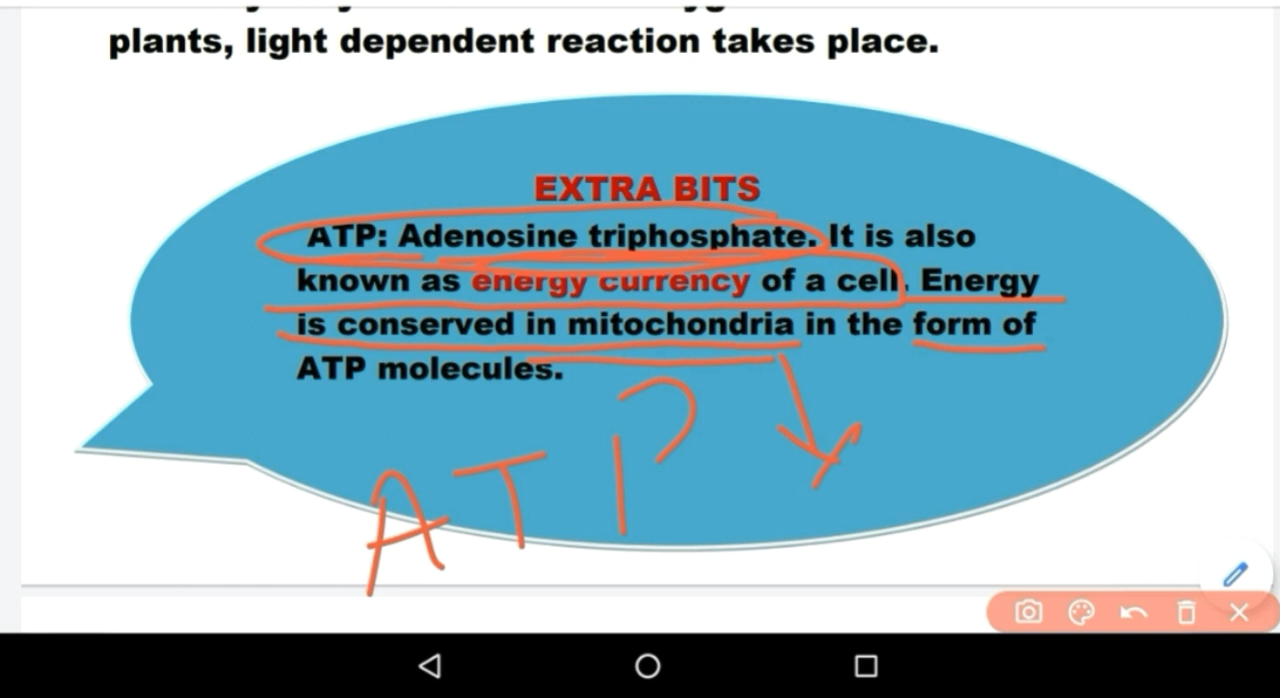 plants, light dependent reaction takes place.
EXTRA BITS
ATP: Adenosine triphosphate. It is also
known as energy currency of a cell. Energy
is conserved in mitochondria in the form of
ATP molecules.
ATP